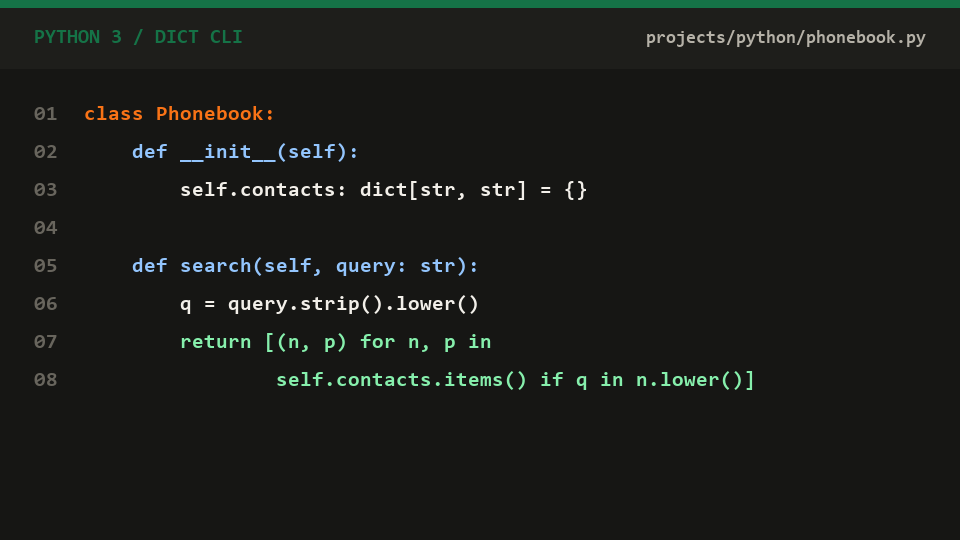 PYTHON 3 / DICT CLI
projects/python/phonebook.py
01 class Phonebook:
02     def __init__(self):
03         self.contacts: dict[str, str] = {}
04
05     def search(self, query: str):
06         q = query.strip().lower()
07         return [(n, p) for n, p in
08                 self.contacts.items() if q in n.lower()]